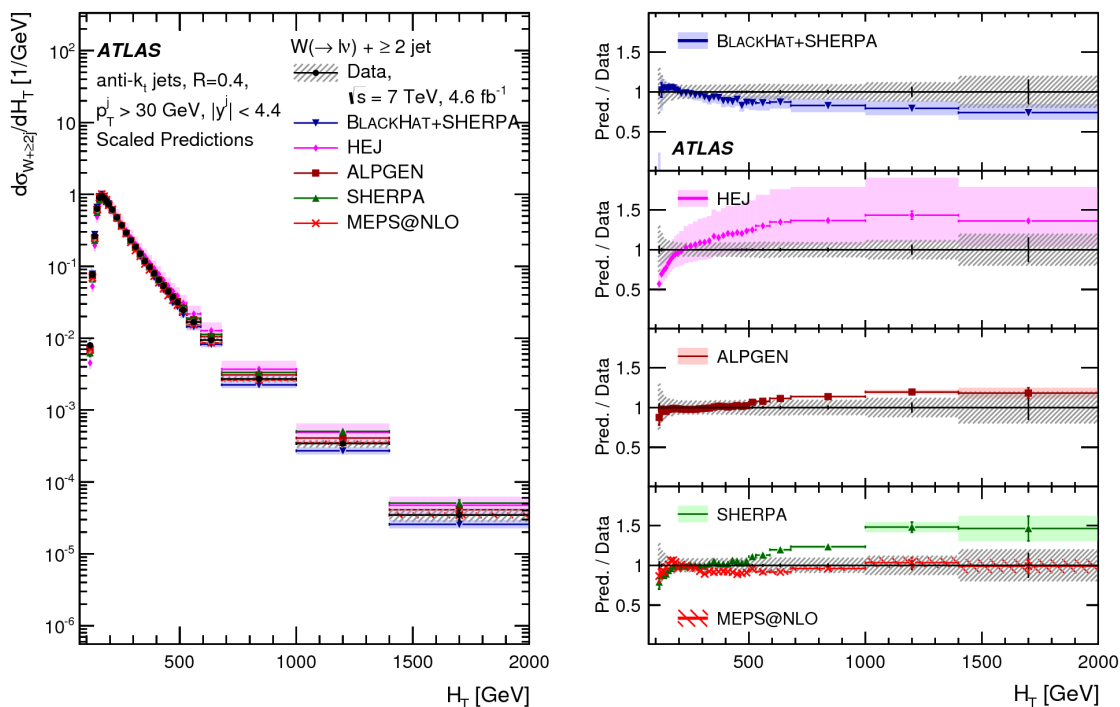 dσ_{W+≥2j}/dH_T [1/GeV]
10²
10
1
10⁻¹
10⁻²
10⁻³
10⁻⁴
10⁻⁵
10⁻⁶
ATLAS
anti-k_t jets, R=0.4,
p_T^j > 30 GeV, |y^j| < 4.4
Scaled Predictions
W(→ lν) + ≥ 2 jet
Data,
√s = 7 TeV, 4.6 fb⁻¹
BLACKHAT+SHERPA
HEJ
ALPGEN
SHERPA
MEPS@NLO
500 1000 1500 2000
H_T [GeV]
Pred. / Data
1.5
1
0.5
BLACKHAT+SHERPA
ATLAS
Pred. / Data
1.5
1
0.5
HEJ
Pred. / Data
1.5
1
0.5
ALPGEN
Pred. / Data
1.5
1
0.5
SHERPA
MEPS@NLO
500 1000 1500 2000
H_T [GeV]